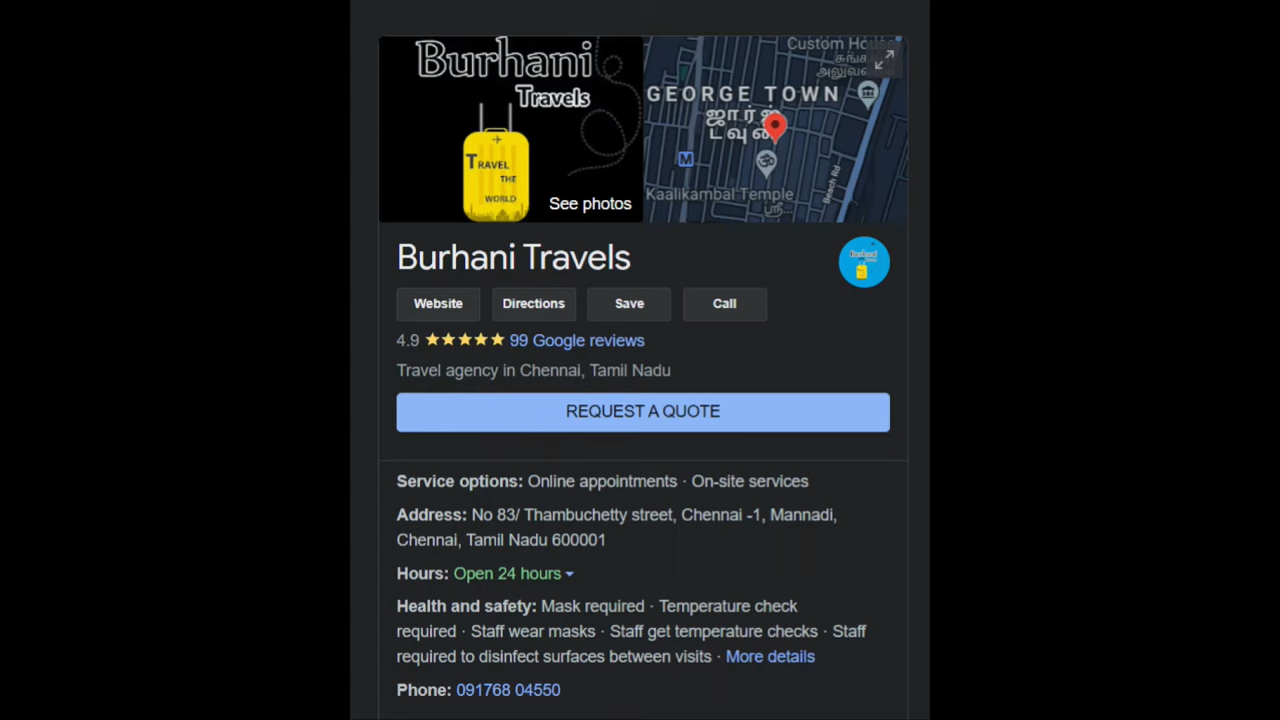 Burhani
Travels
TRAVEL
THE
WORLD
See photos
Custom House
சுங்க
GEORGE TOWN
ஜார்ஜ்
டவுன்
M
Kaalikambal Temple
ஸ்ரீ...
Beach Rd
Burhani Travels
Website Directions Save Call
4.9 99 Google reviews
Travel agency in Chennai, Tamil Nadu
REQUEST A QUOTE
Service options: Online appointments · On-site services
Address: No 83/ Thambuchetty street, Chennai -1, Mannadi,
Chennai, Tamil Nadu 600001
Hours: Open 24 hours
Health and safety: Mask required · Temperature check
required · Staff wear masks · Staff get temperature checks · Staff
required to disinfect surfaces between visits · More details
Phone: 091768 04550